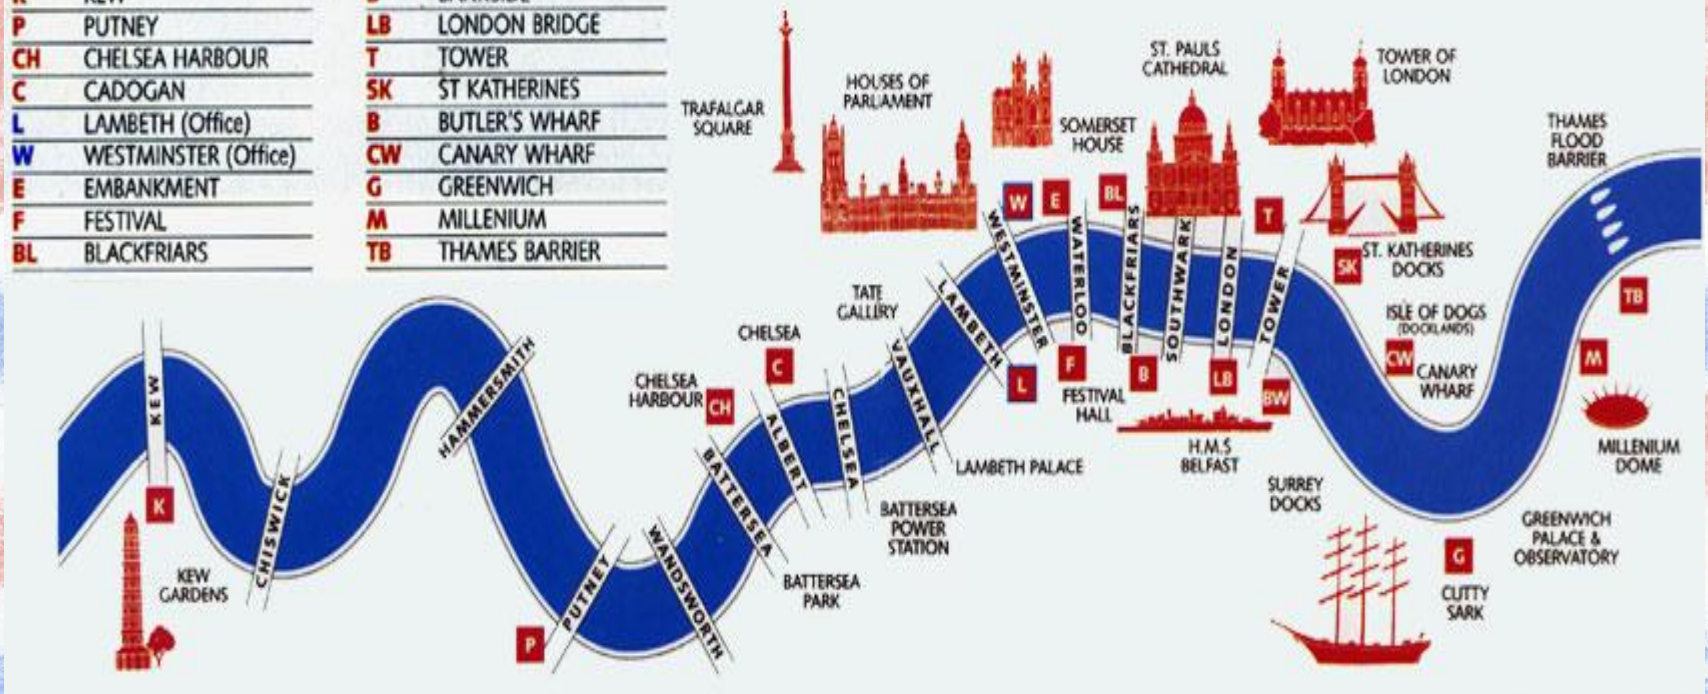 K KEW
P PUTNEY
CH CHELSEA HARBOUR
C CADOGAN
L LAMBETH (Office)
W WESTMINSTER (Office)
E EMBANKMENT
F FESTIVAL
BL BLACKFRIARS
B BANKSIDE
LB LONDON BRIDGE
T TOWER
SK ST KATHERINES
B BUTLER'S WHARF
CW CANARY WHARF
G GREENWICH
M MILLENIUM
TB THAMES BARRIER
TRAFALGAR
SQUARE
HOUSES OF
PARLIAMENT
SOMERSET
HOUSE
ST. PAULS
CATHEDRAL
TOWER OF
LONDON
THAMES
FLOOD
BARRIER
W
E
BL
T
SK
ST. KATHERINES
DOCKS
TB
WESTMINSTER
WATERLOO
BLACKFRIARS
SOUTHWARK
LONDON
TOWER
LAMBETH
TATE
GALLERY
ISLE OF DOGS
(DOCKLANDS)
CW
CANARY
WHARF
M
MILLENIUM
DOME
CHELSEA
C
CHELSEA
HARBOUR
CH
L
F
FESTIVAL
HALL
B
LB
BW
H.M.S
BELFAST
KEW
HAMMERSMITH
ALBERT
CHELSEA
VAUXHALL
LAMBETH PALACE
BATTERSEA
BATTERSEA
POWER
STATION
SURREY
DOCKS
K
CHISWICK
KEW
GARDENS
PUTNEY
WANDSWORTH
BATTERSEA
PARK
P
G
CUTTY
SARK
GREENWICH
PALACE &
OBSERVATORY